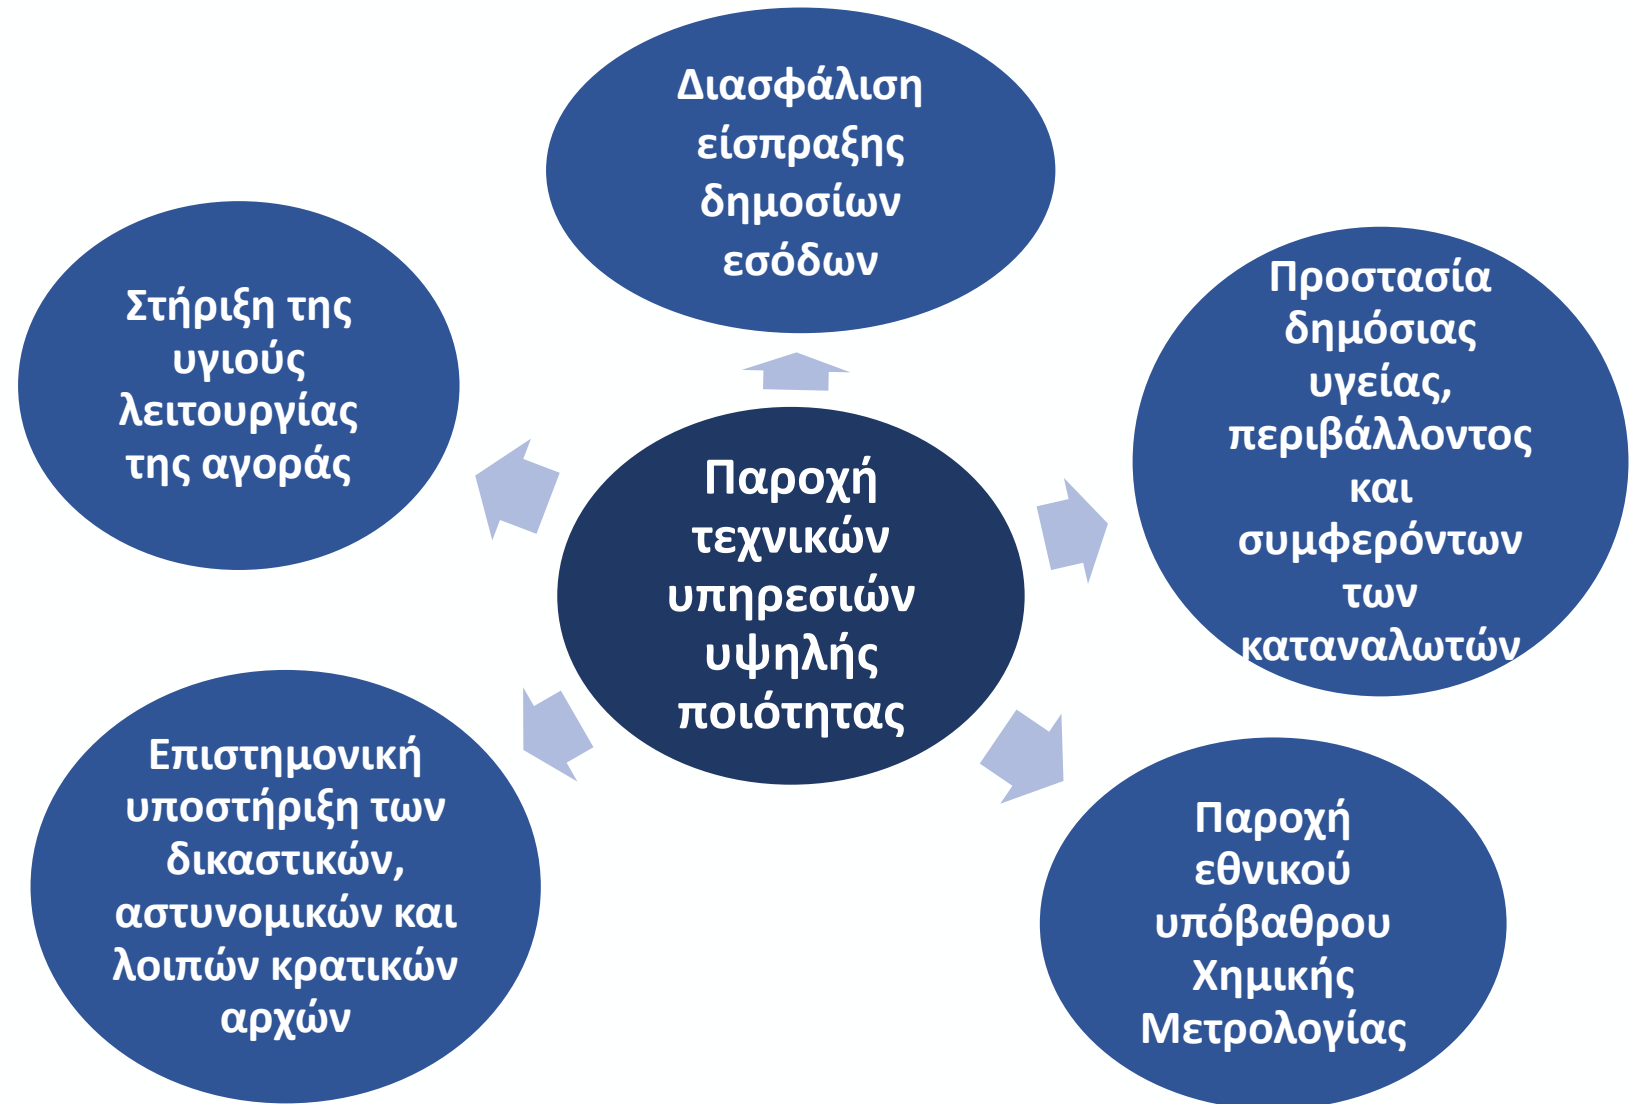 Διασφάλιση
είσπραξης
δημοσίων
εσόδων
Στήριξη της
υγιούς
λειτουργίας
της αγοράς
Προστασία
δημόσιας
υγείας,
περιβάλλοντος
και
συμφερόντων
των
καταναλωτών
Παροχή
τεχνικών
υπηρεσιών
υψηλής
ποιότητας
Επιστημονική
υποστήριξη των
δικαστικών,
αστυνομικών και
λοιπών κρατικών
αρχών
Παροχή
εθνικού
υπόβαθρου
Χημικής
Μετρολογίας